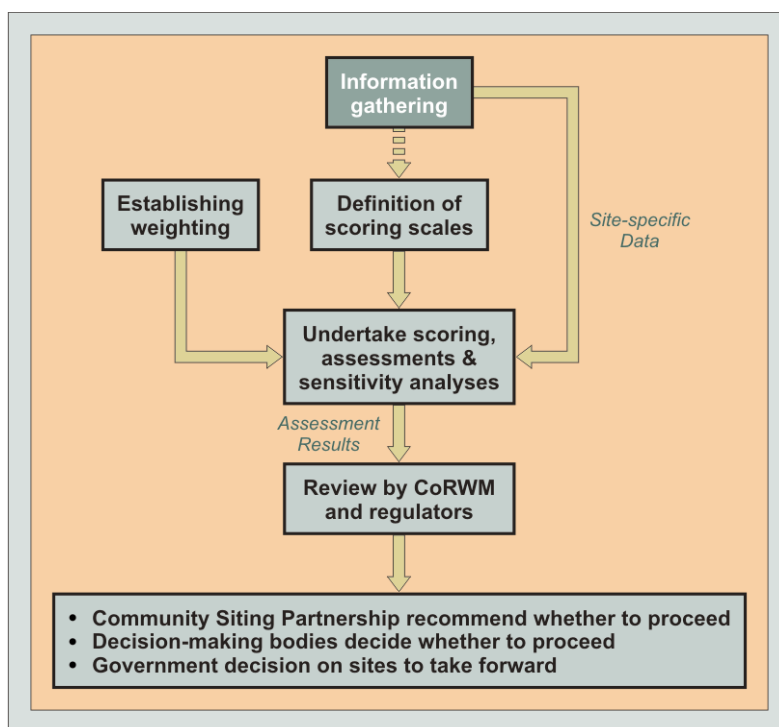 Information
gathering
Establishing
weighting
Definition of
scoring scales
Site-specific
Data
Undertake scoring,
assessments &
sensitivity analyses
Assessment
Results
Review by CoRWM
and regulators
• Community Siting Partnership recommend whether to proceed
• Decision-making bodies decide whether to proceed
• Government decision on sites to take forward